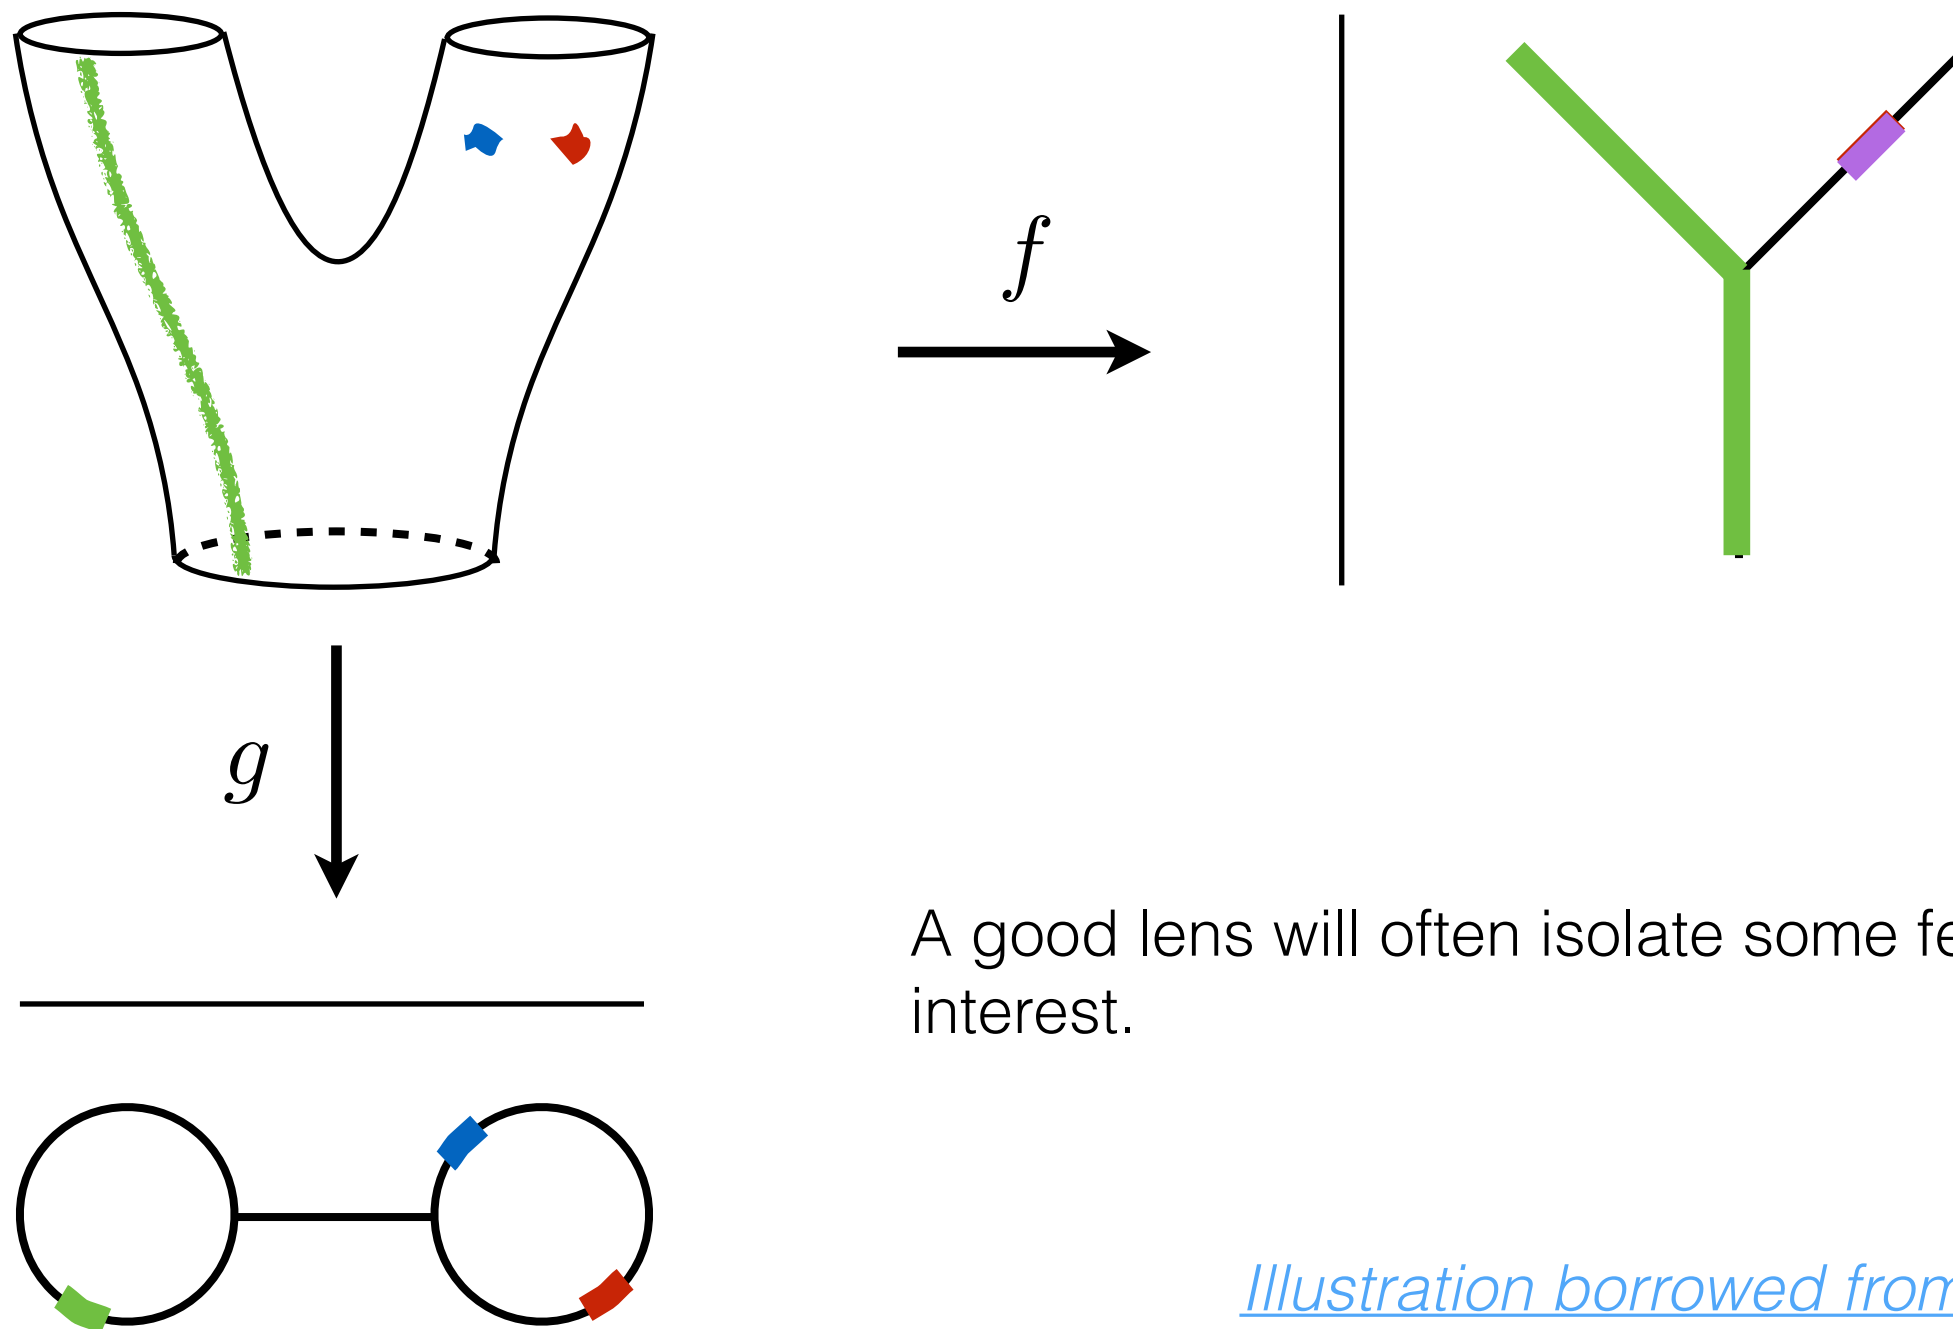 f
g
A good lens will often isolate some fe
interest.
Illustration borrowed from